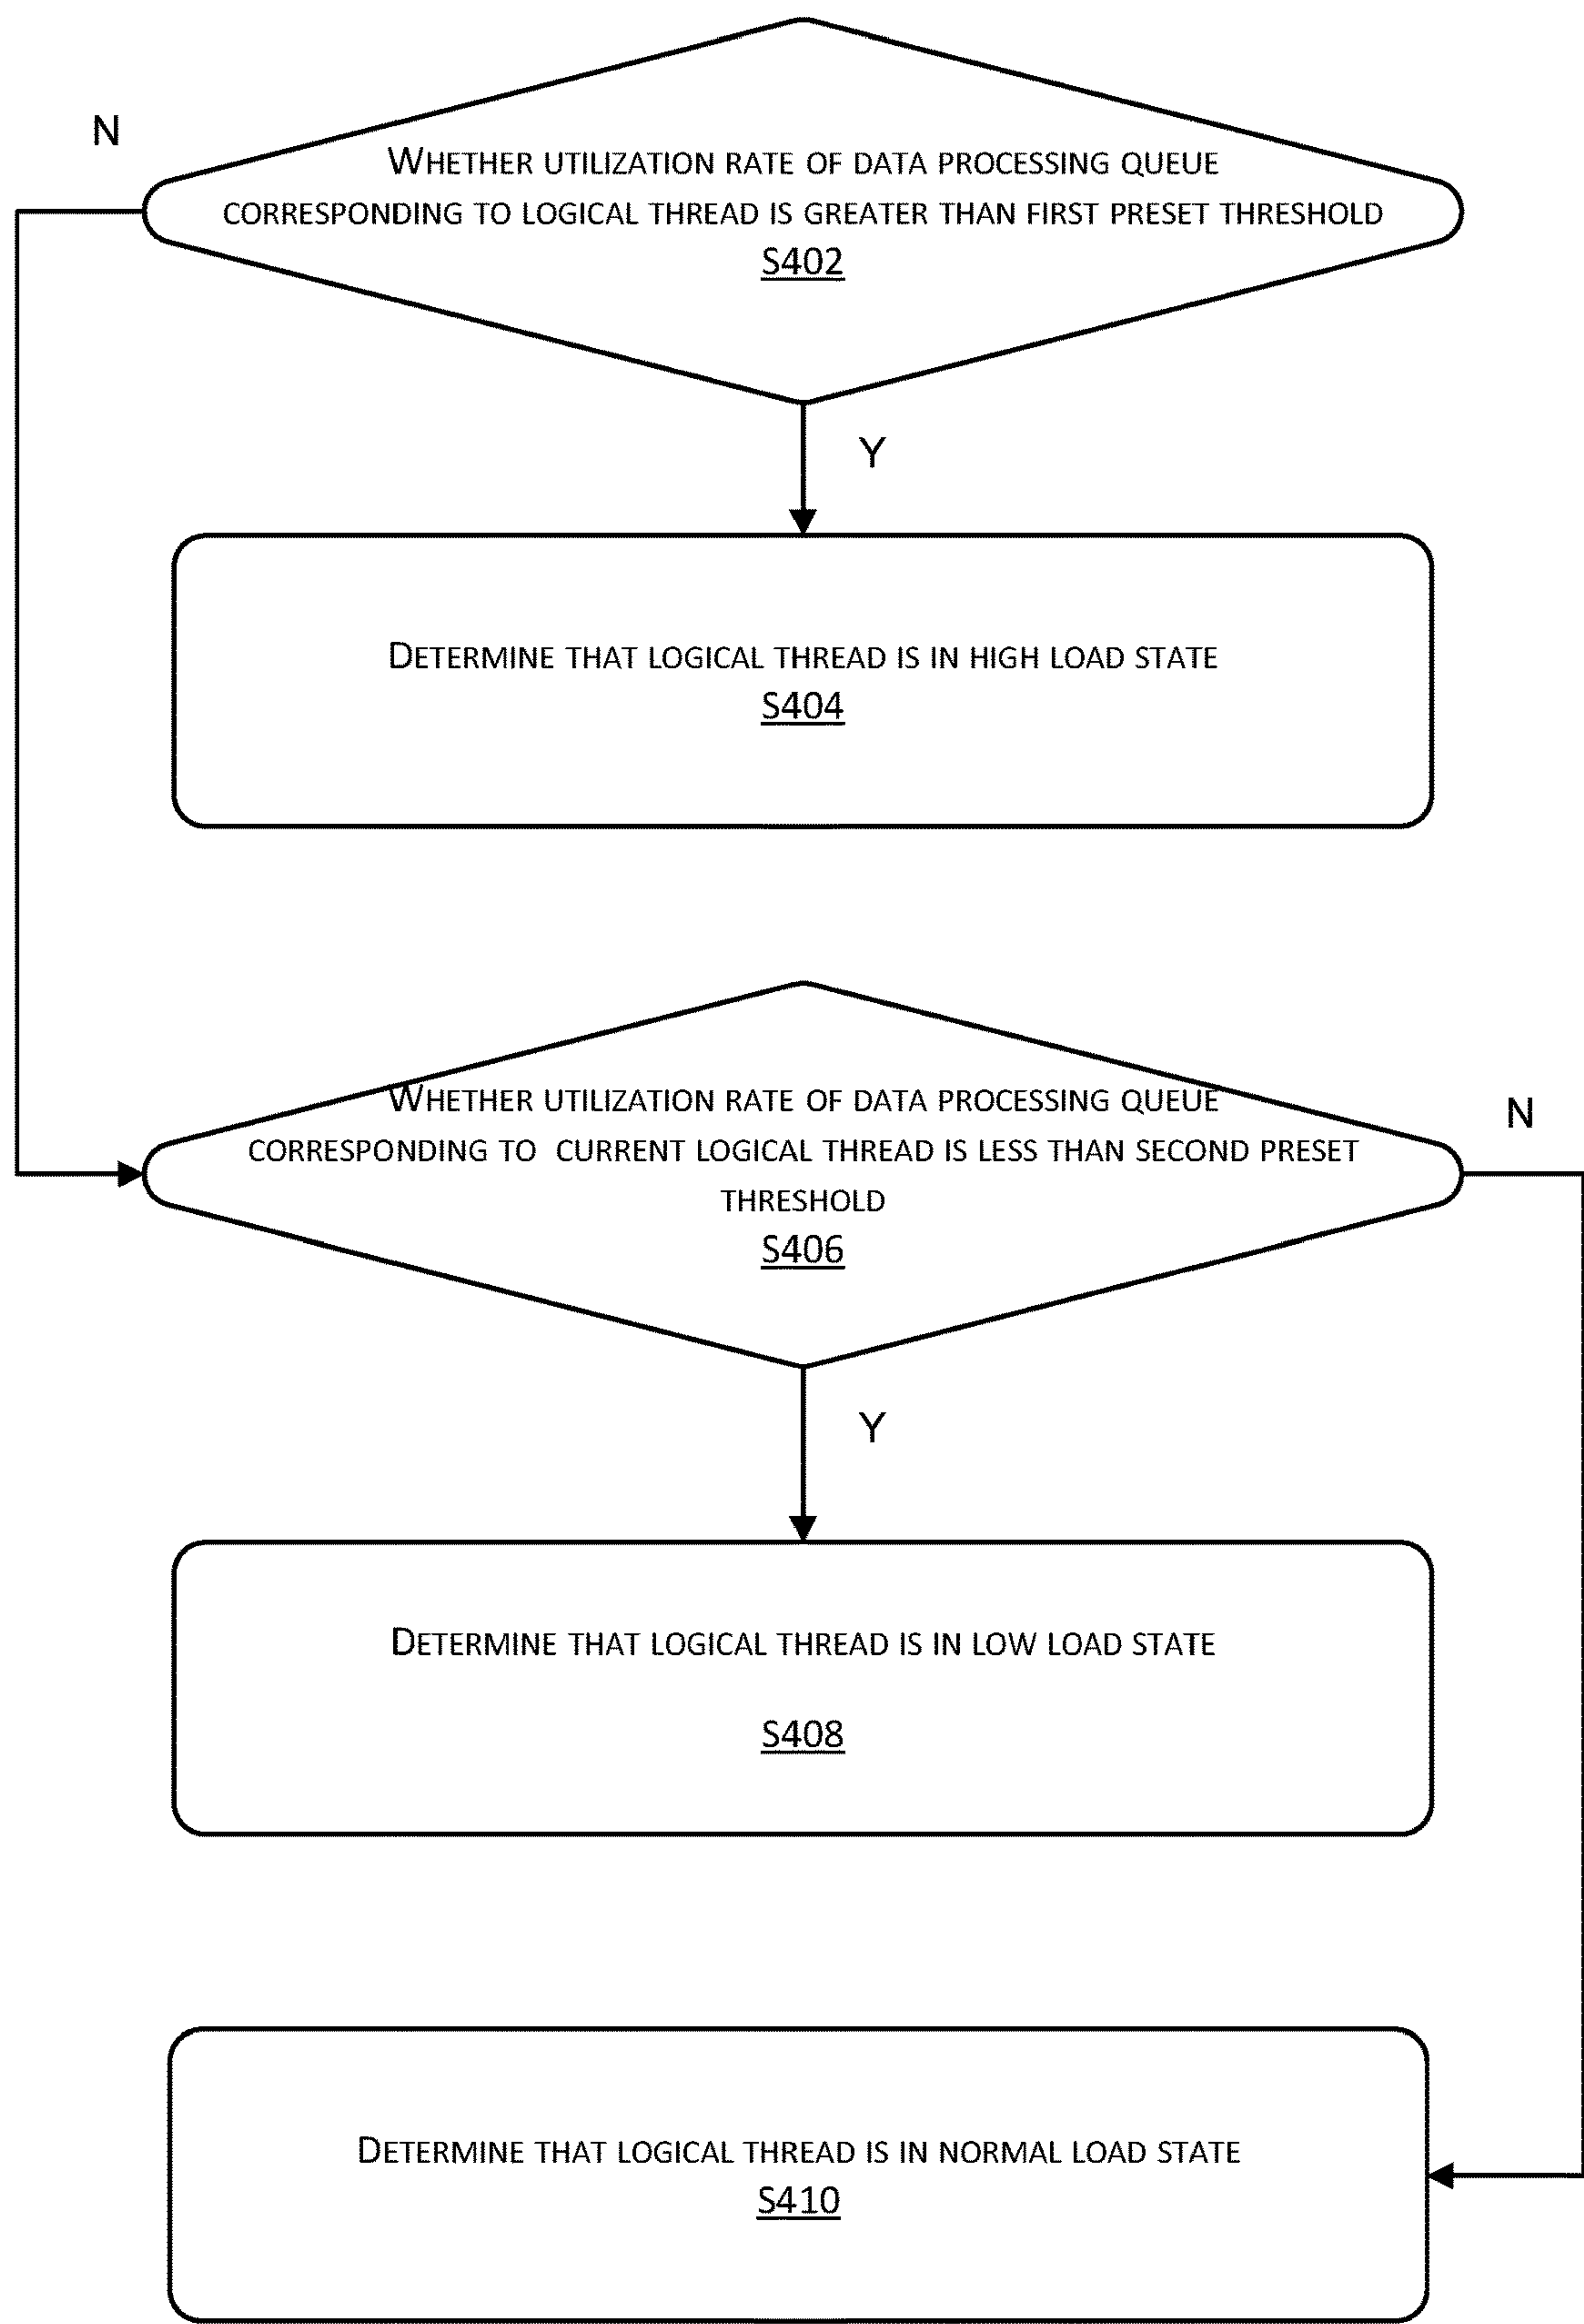 N
WHETHER UTILIZATION RATE OF DATA PROCESSING QUEUE
CORRESPONDING TO LOGICAL THREAD IS GREATER THAN FIRST PRESET THRESHOLD
S402
Y
DETERMINE THAT LOGICAL THREAD IS IN HIGH LOAD STATE
S404
WHETHER UTILIZATION RATE OF DATA PROCESSING QUEUE
N
CORRESPONDING TO CURRENT LOGICAL THREAD IS LESS THAN SECOND PRESET
THRESHOLD
S406
Y
DETERMINE THAT LOGICAL THREAD IS IN LOW LOAD STATE
S408
DETERMINE THAT LOGICAL THREAD IS IN NORMAL LOAD STATE
S410